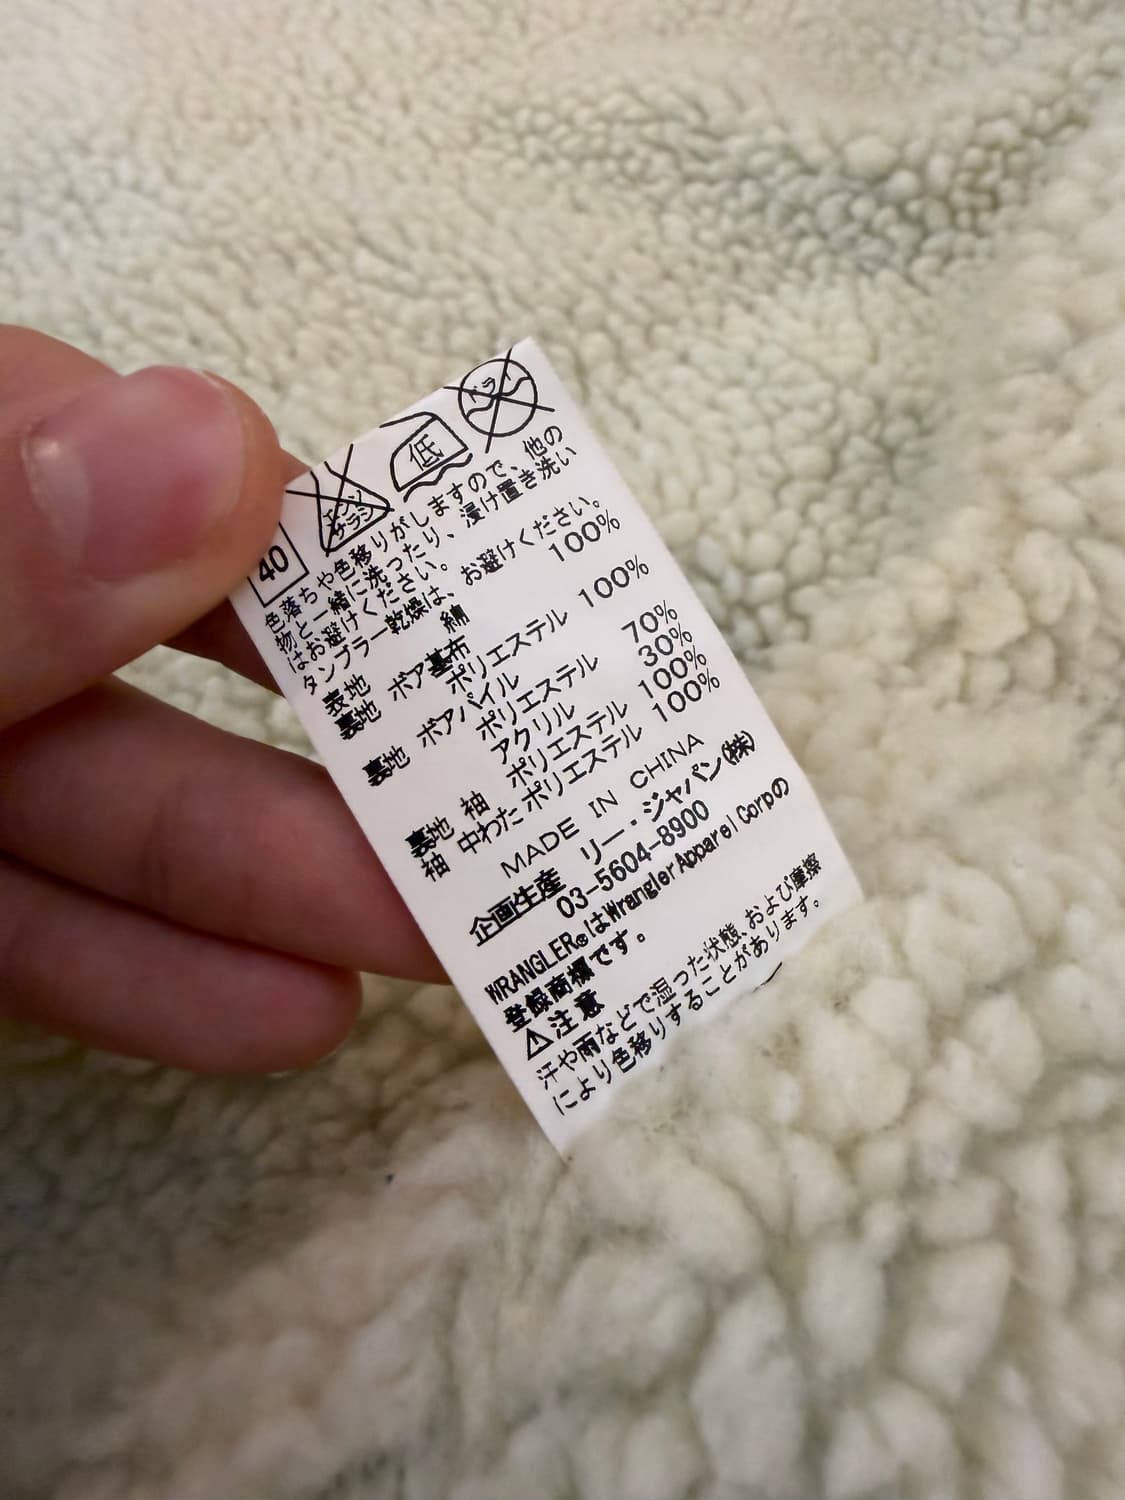 40
エンソ
サラシ
低
ドライ
色落ちや色移りがしますので、他の
物と一緒に洗ったり、浸け置き洗い
はお避けください。
タンブラー乾燥は、お避けください。
表地 綿 100%
裏地 ボア基布
ポリエステル 100%
裏地 ボアパイル
ポリエステル 70%
アクリル 30%
裏地 袖 ポリエステル 100%
袖 中わた ポリエステル 100%
MADE IN CHINA
企画生産 リー・ジャパン(株)
03-5604-8900
WRANGLER®はWrangler Apparel Corpの
登録商標です。
⚠注意
汗や雨などで湿った状態、および摩擦
により色移りすることがあります。